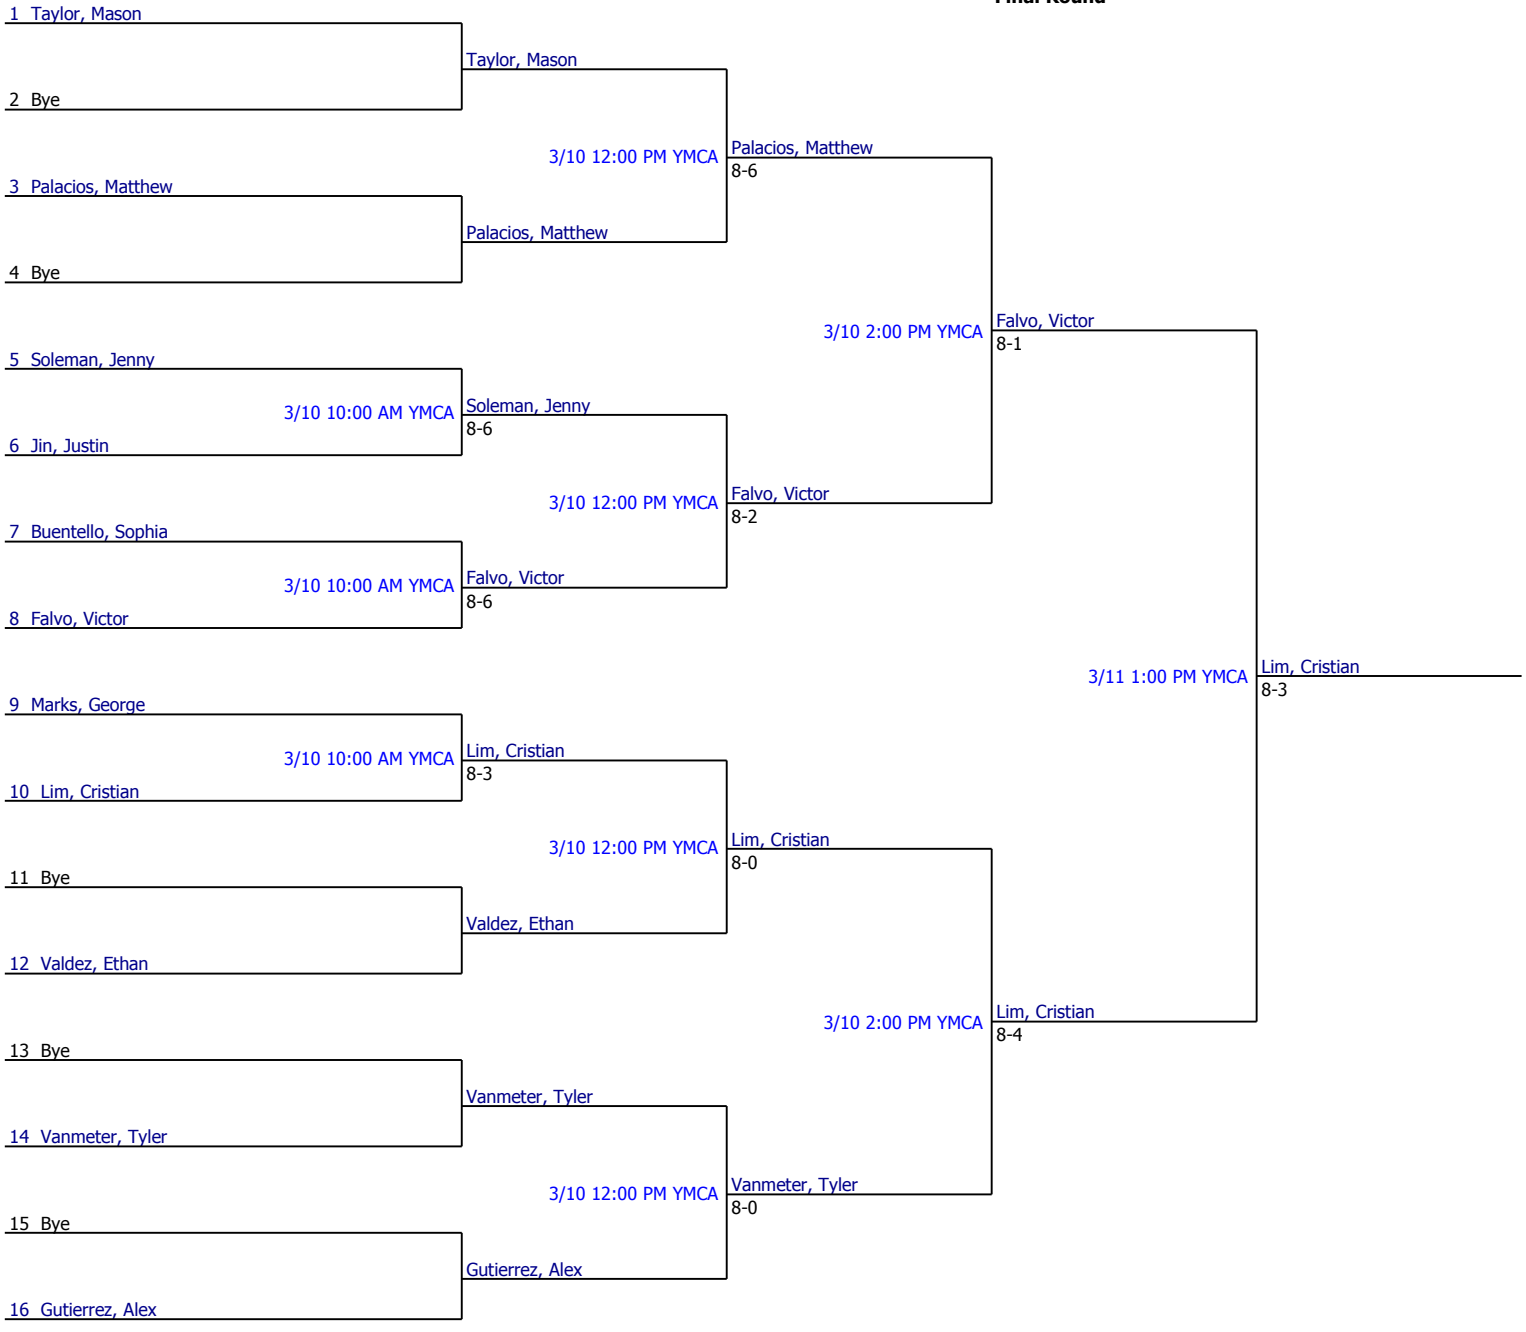 Final Round
1 Taylor, Mason
Taylor, Mason
2 Bye
3/10 12:00 PM YMCA
Palacios, Matthew
8-6
3 Palacios, Matthew
Palacios, Matthew
4 Bye
3/10 2:00 PM YMCA
Falvo, Victor
8-1
5 Soleman, Jenny
3/10 10:00 AM YMCA
Soleman, Jenny
8-6
6 Jin, Justin
3/10 12:00 PM YMCA
Falvo, Victor
8-2
7 Buentello, Sophia
3/10 10:00 AM YMCA
Falvo, Victor
8-6
8 Falvo, Victor
3/11 1:00 PM YMCA
Lim, Cristian
8-3
9 Marks, George
3/10 10:00 AM YMCA
Lim, Cristian
8-3
10 Lim, Cristian
3/10 12:00 PM YMCA
Lim, Cristian
8-0
11 Bye
Valdez, Ethan
12 Valdez, Ethan
3/10 2:00 PM YMCA
Lim, Cristian
8-4
13 Bye
Vanmeter, Tyler
14 Vanmeter, Tyler
3/10 12:00 PM YMCA
Vanmeter, Tyler
8-0
15 Bye
Gutierrez, Alex
16 Gutierrez, Alex